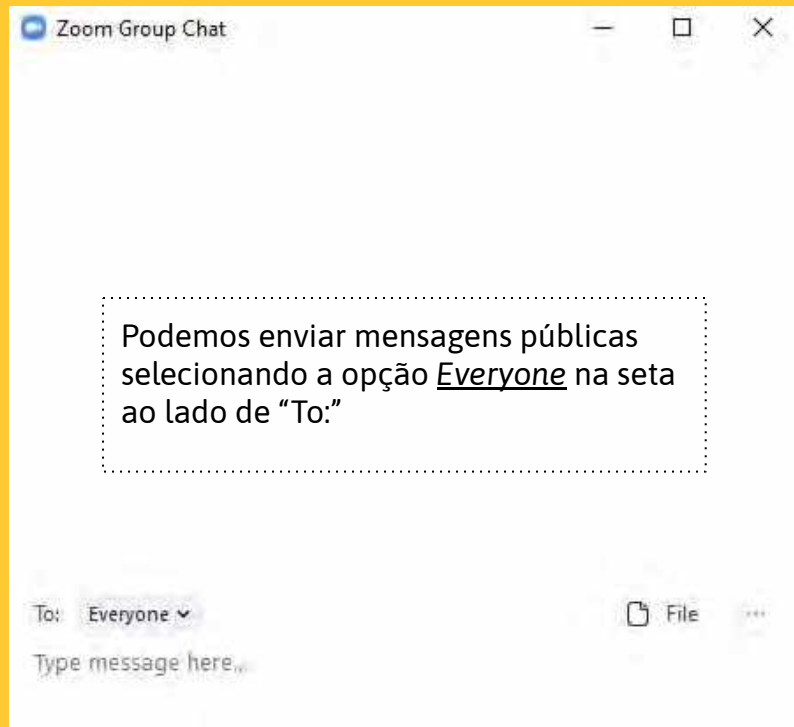 Zoom Group Chat
Podemos enviar mensagens públicas
selecionando a opção Everyone na seta
ao lado de “To:”
To: Everyone File ...
Type message here...